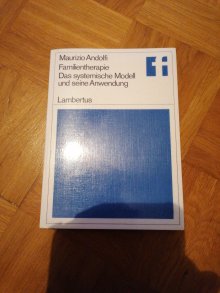 Maurizio Andolfi
Familientherapie
Das systemische Modell
und seine Anwendung
Lambertus